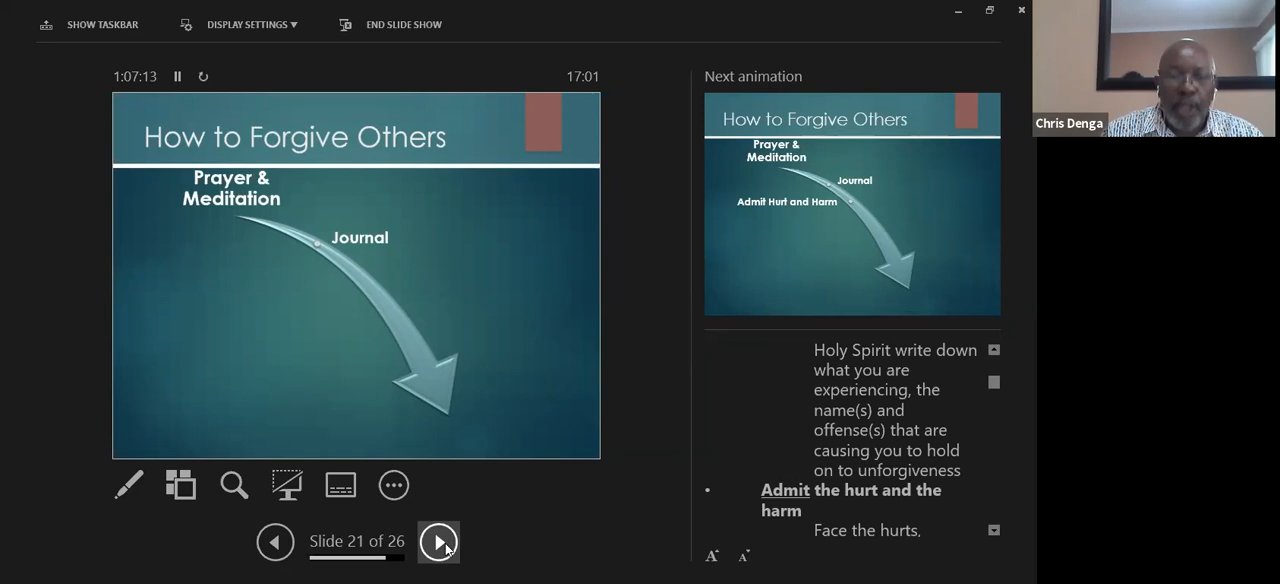 SHOW TASKBAR
DISPLAY SETTINGS ▾
END SLIDE SHOW
1:07:13
17:01
Next animation
How to Forgive Others
Prayer &
Meditation
Journal
How to Forgive Others
Prayer &
Meditation
Journal
Admit Hurt and Harm
Chris Denga
Holy Spirit write down
what you are
experiencing, the
name(s) and
offense(s) that are
causing you to hold
on to unforgiveness
• Admit the hurt and the
harm
Face the hurts,
Slide 21 of 26
A A